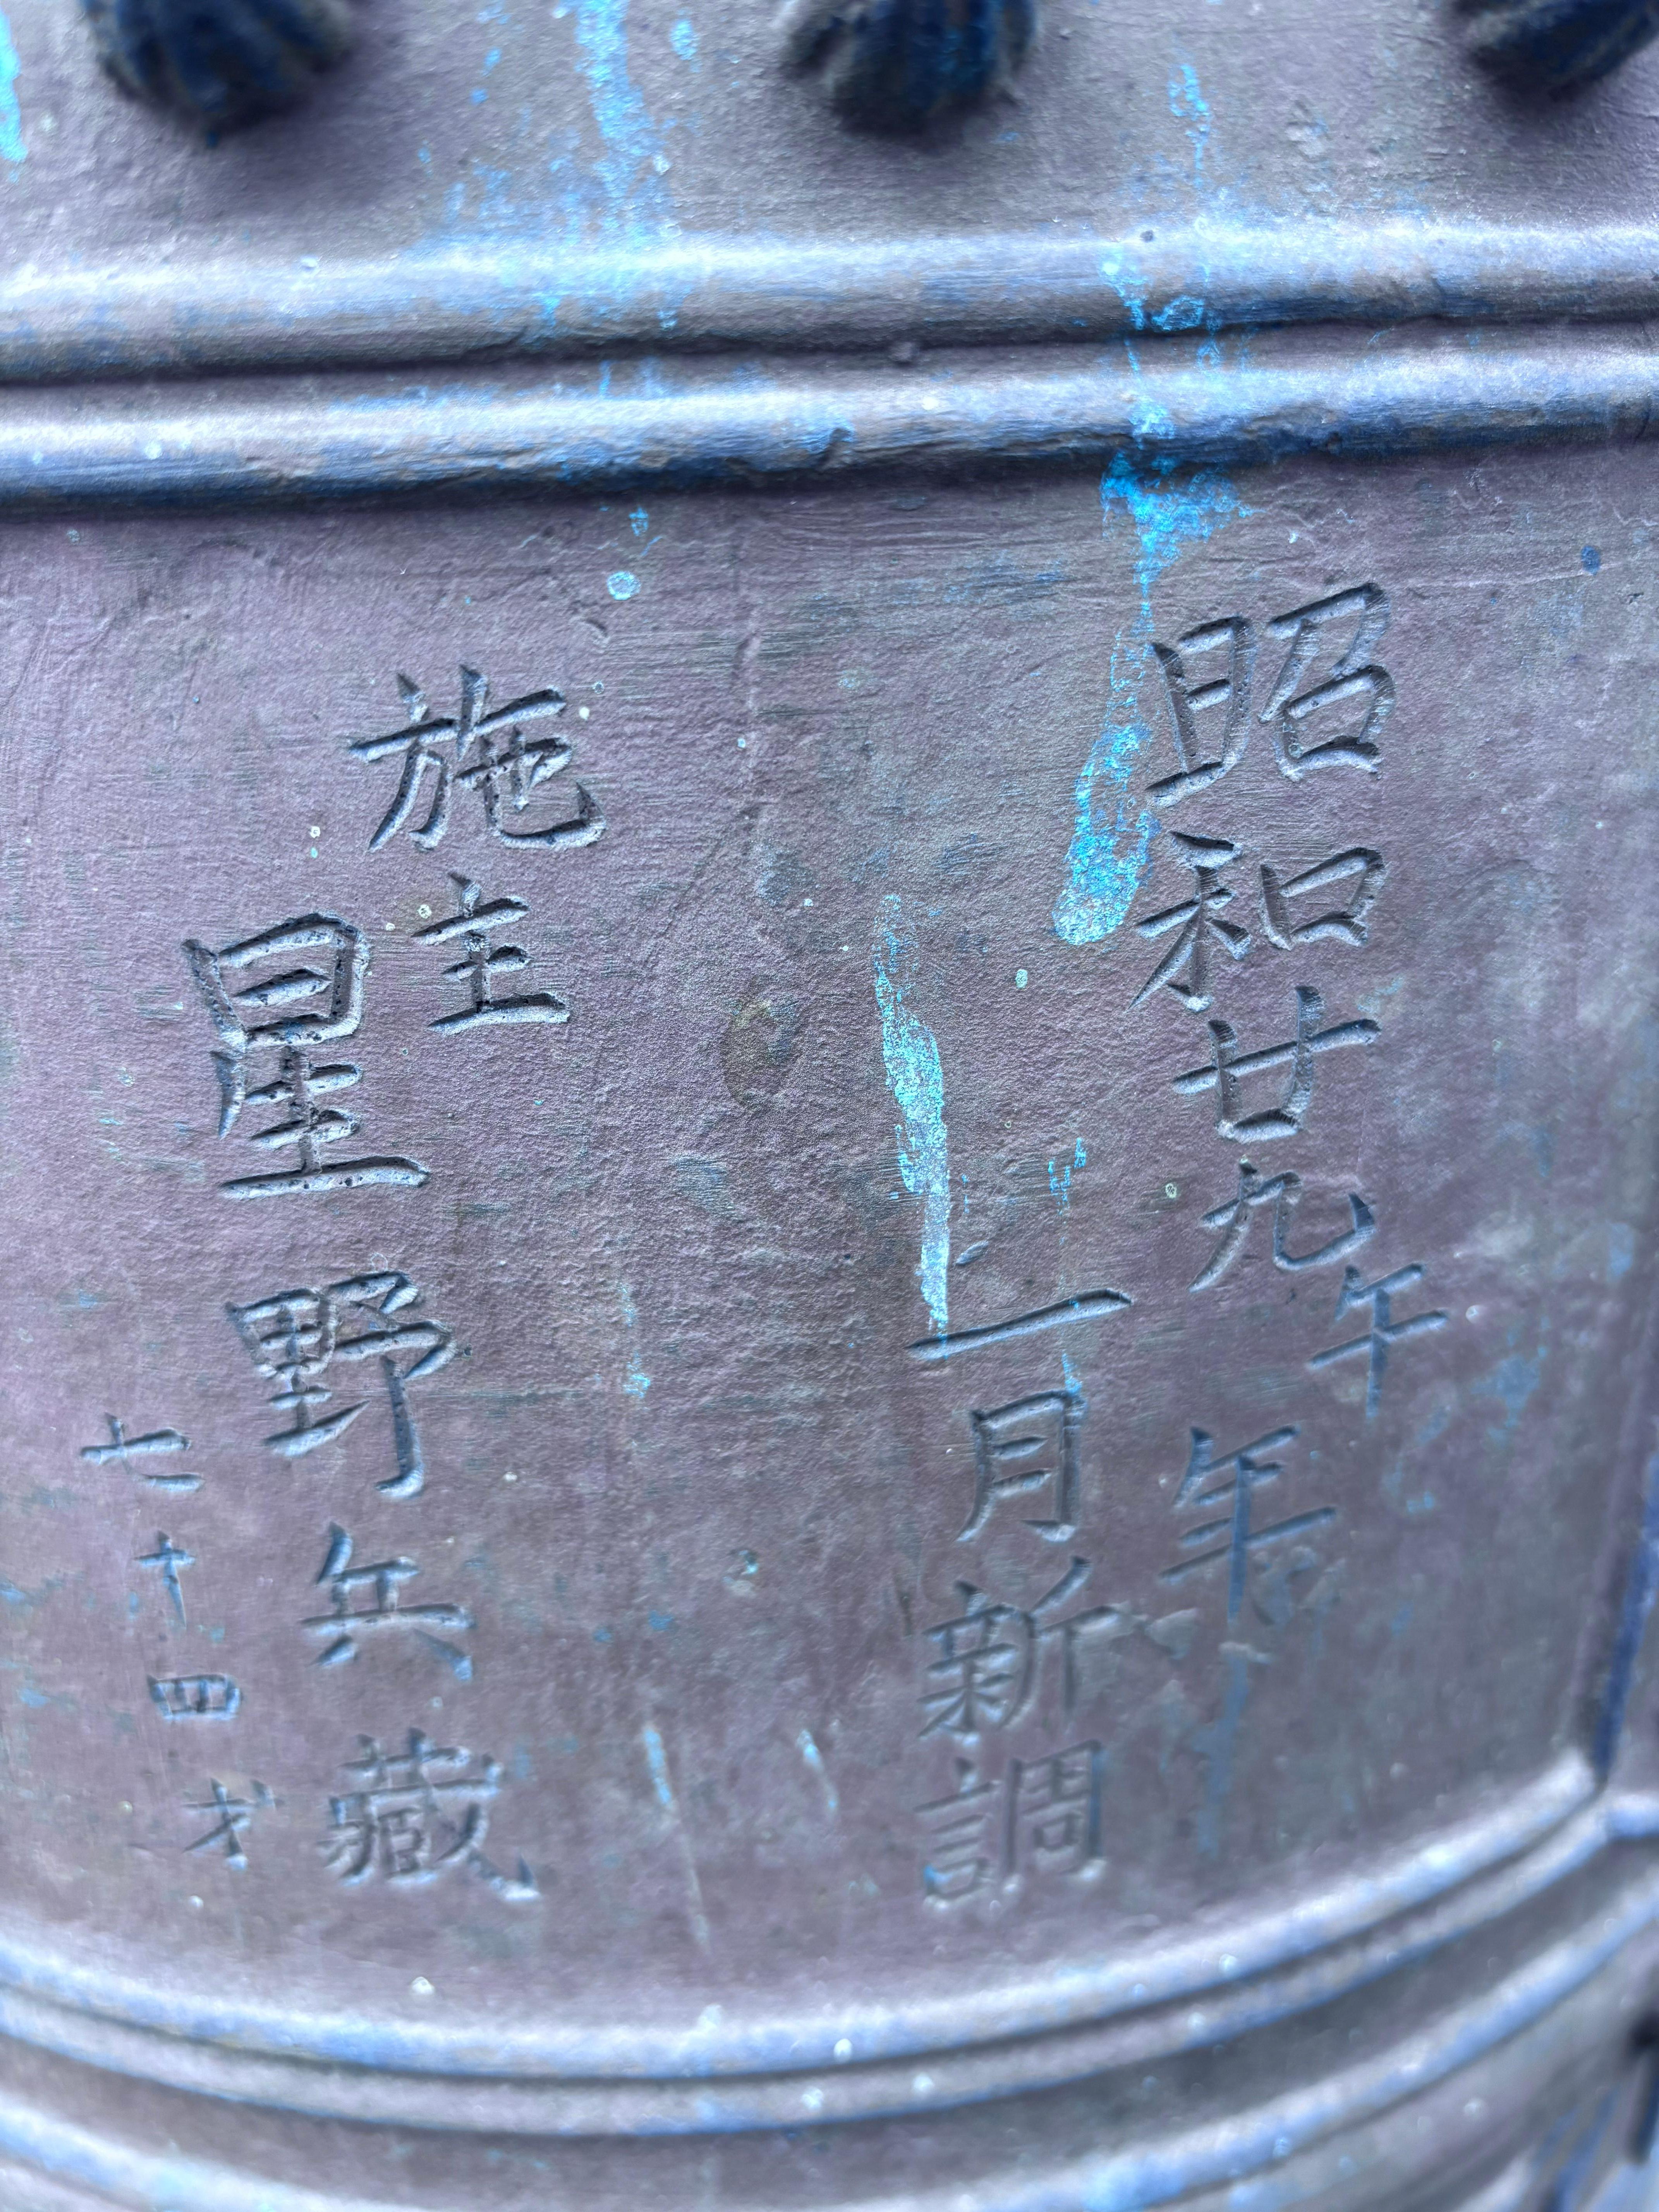 昭和廿九午年
一月新調
施主
星野兵藏
七十四才